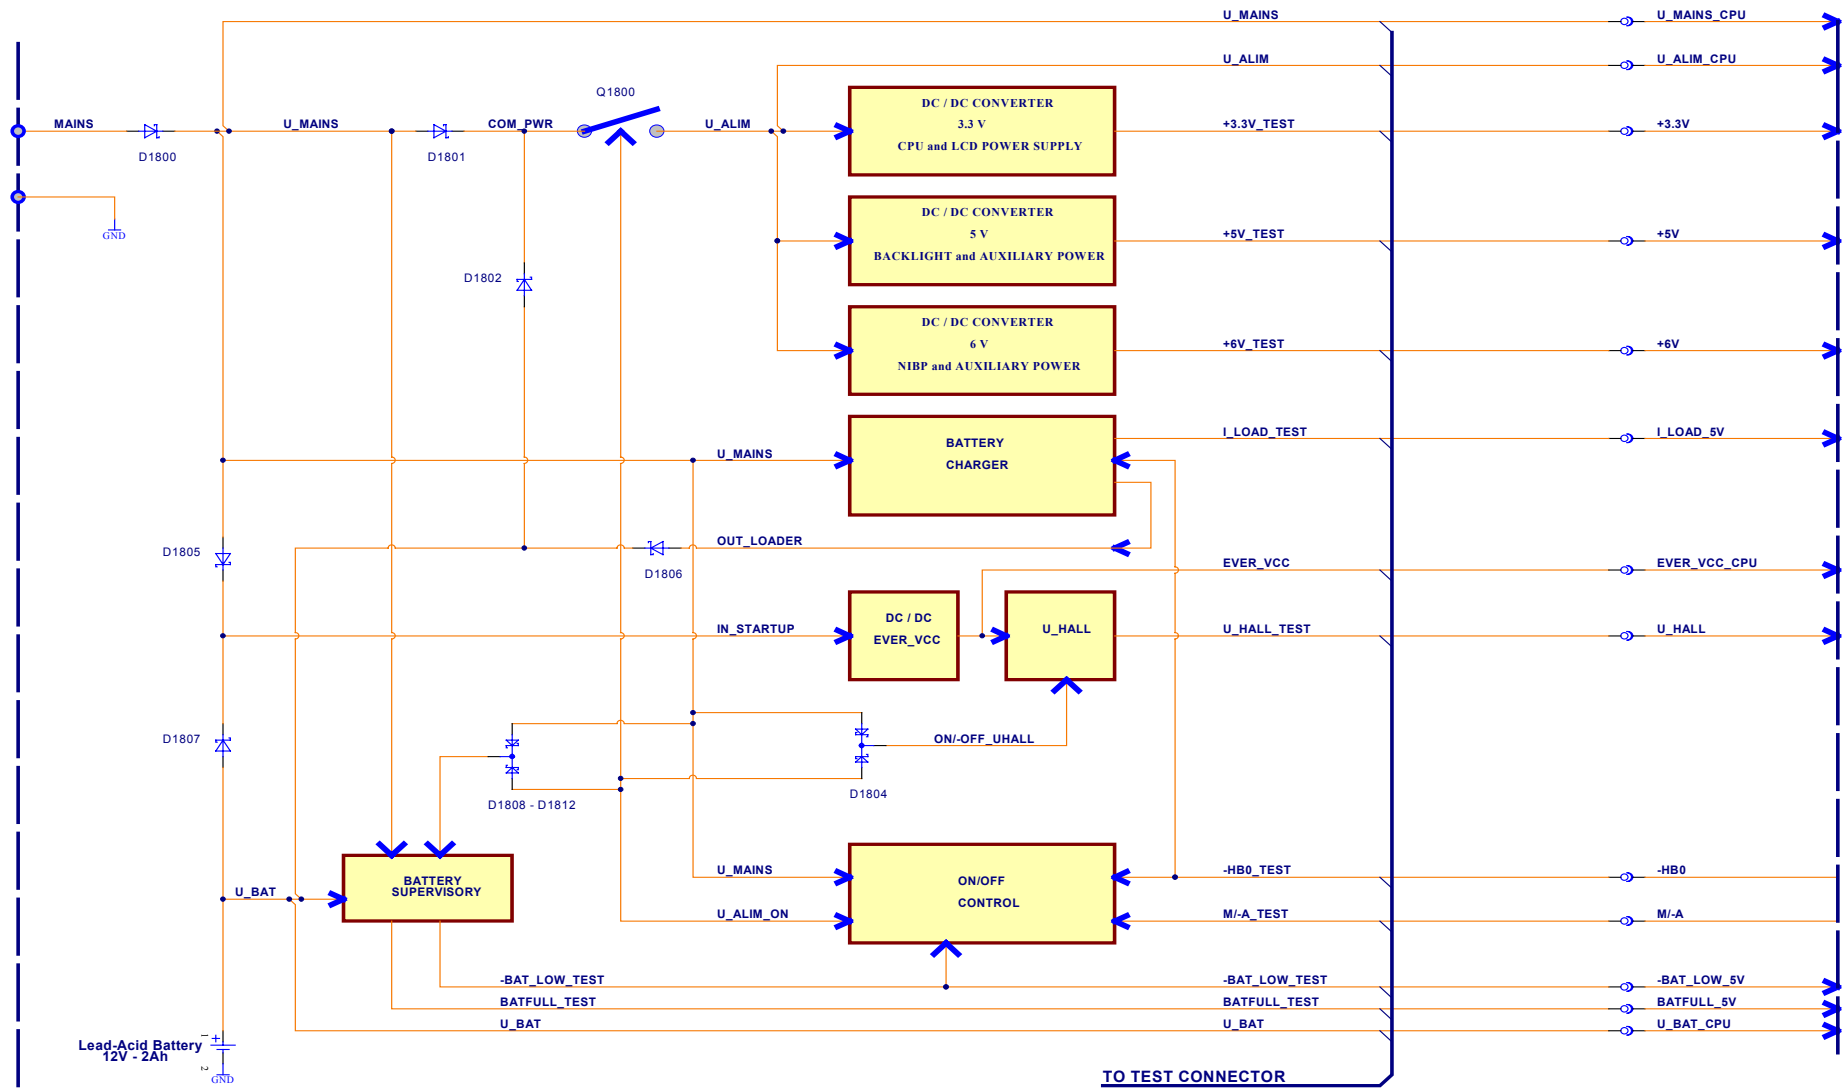 U_MAINS
U_MAINS_CPU
U_ALIM
U_ALIM_CPU
Q1800
DC / DC CONVERTER
3.3 V
CPU and LCD POWER SUPPLY
MAINS
U_MAINS
COM_PWR
U_ALIM
+3.3V_TEST
+3.3V
D1800
D1801
GND
DC / DC CONVERTER
5 V
BACKLIGHT and AUXILIARY POWER
+5V_TEST
+5V
D1802
DC / DC CONVERTER
6 V
NIBP and AUXILIARY POWER
+6V_TEST
+6V
BATTERY
CHARGER
U_MAINS
I_LOAD_TEST
I_LOAD_5V
D1805
OUT_LOADER
D1806
EVER_VCC
EVER_VCC_CPU
IN_STARTUP
DC / DC
EVER_VCC
U_HALL
U_HALL_TEST
U_HALL
D1807
ON/-OFF_UHALL
D1808 - D1812
D1804
BATTERY
SUPERVISORY
U_BAT
U_MAINS
U_ALIM_ON
ON/OFF
CONTROL
-HB0_TEST
-HB0
M/-A_TEST
M/-A
-BAT_LOW_TEST
-BAT_LOW_TEST
-BAT_LOW_5V
BATFULL_TEST
BATFULL_TEST
BATFULL_5V
U_BAT
U_BAT
U_BAT_CPU
Lead-Acid Battery
12V - 2Ah
1
+
2
GND
TO TEST CONNECTOR